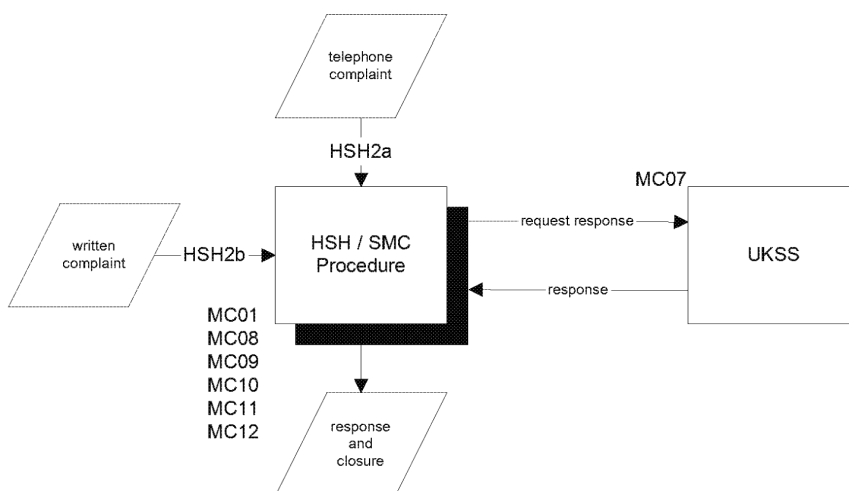 telephone
complaint
HSH2a
MC07
written
complaint
HSH2b
HSH / SMC
Procedure
request response
UKSS
response
MC01
MC08
MC09
MC10
MC11
MC12
response
and
closure